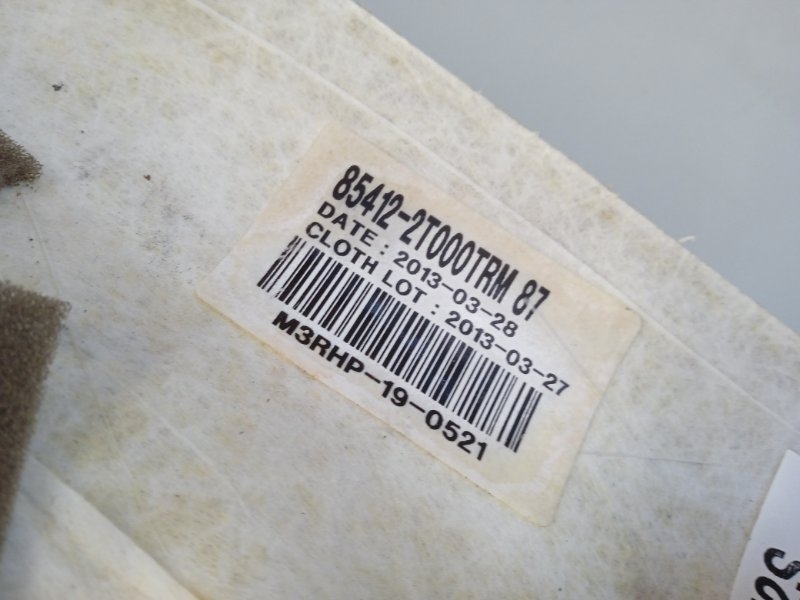 85412-2T000TRM 87
DATE : 2013-03-28
CLOTH LOT : 2013-03-27
M3RHP-19-0521